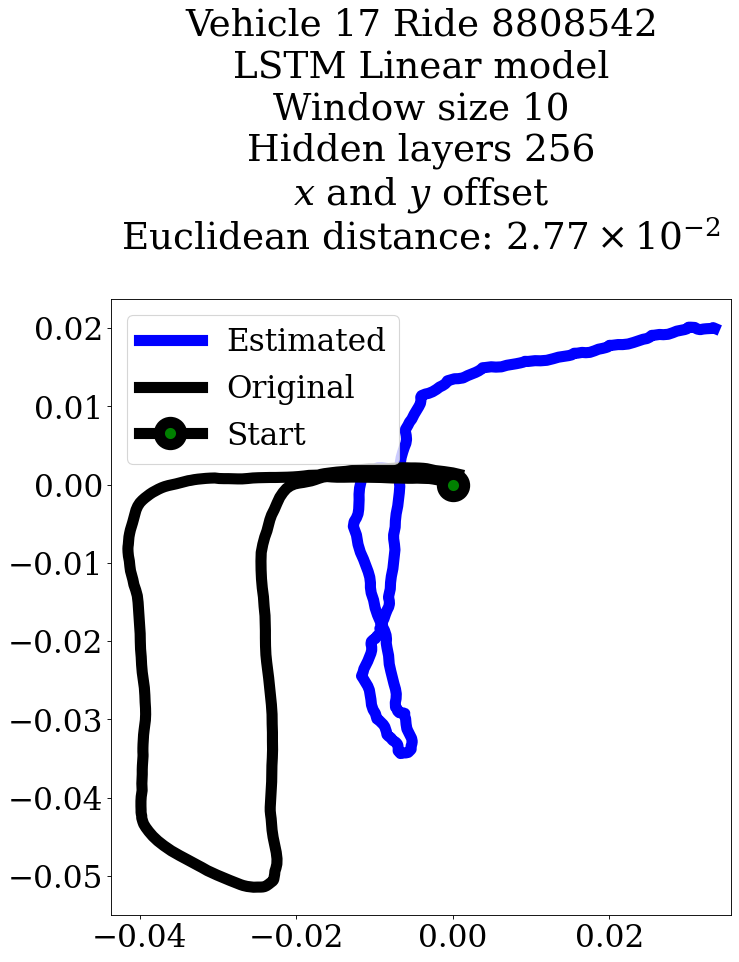 Vehicle 17 Ride 8808542
LSTM Linear model
Window size 10
Hidden layers 256
x and y offset
Euclidean distance: 2.77 × 10⁻²
Estimated
Original
Start
0.02
0.01
0.00
−0.01
−0.02
−0.03
−0.04
−0.05
−0.04 −0.02 0.00 0.02